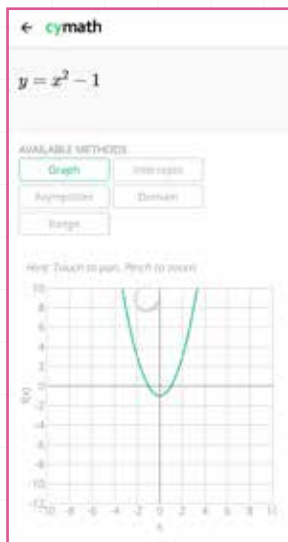 ← cymath
y = x² − 1
AVAILABLE METHODS
Graph Intercepts
Asymptotes Domain
Range
Hint: Touch to pan. Pinch to zoom
10
8
6
4
2
0
-2
-4
-6
-8
-10
-12
f(x)
-10 -8 -6 -4 -2 0 2 4 6 8 10
x